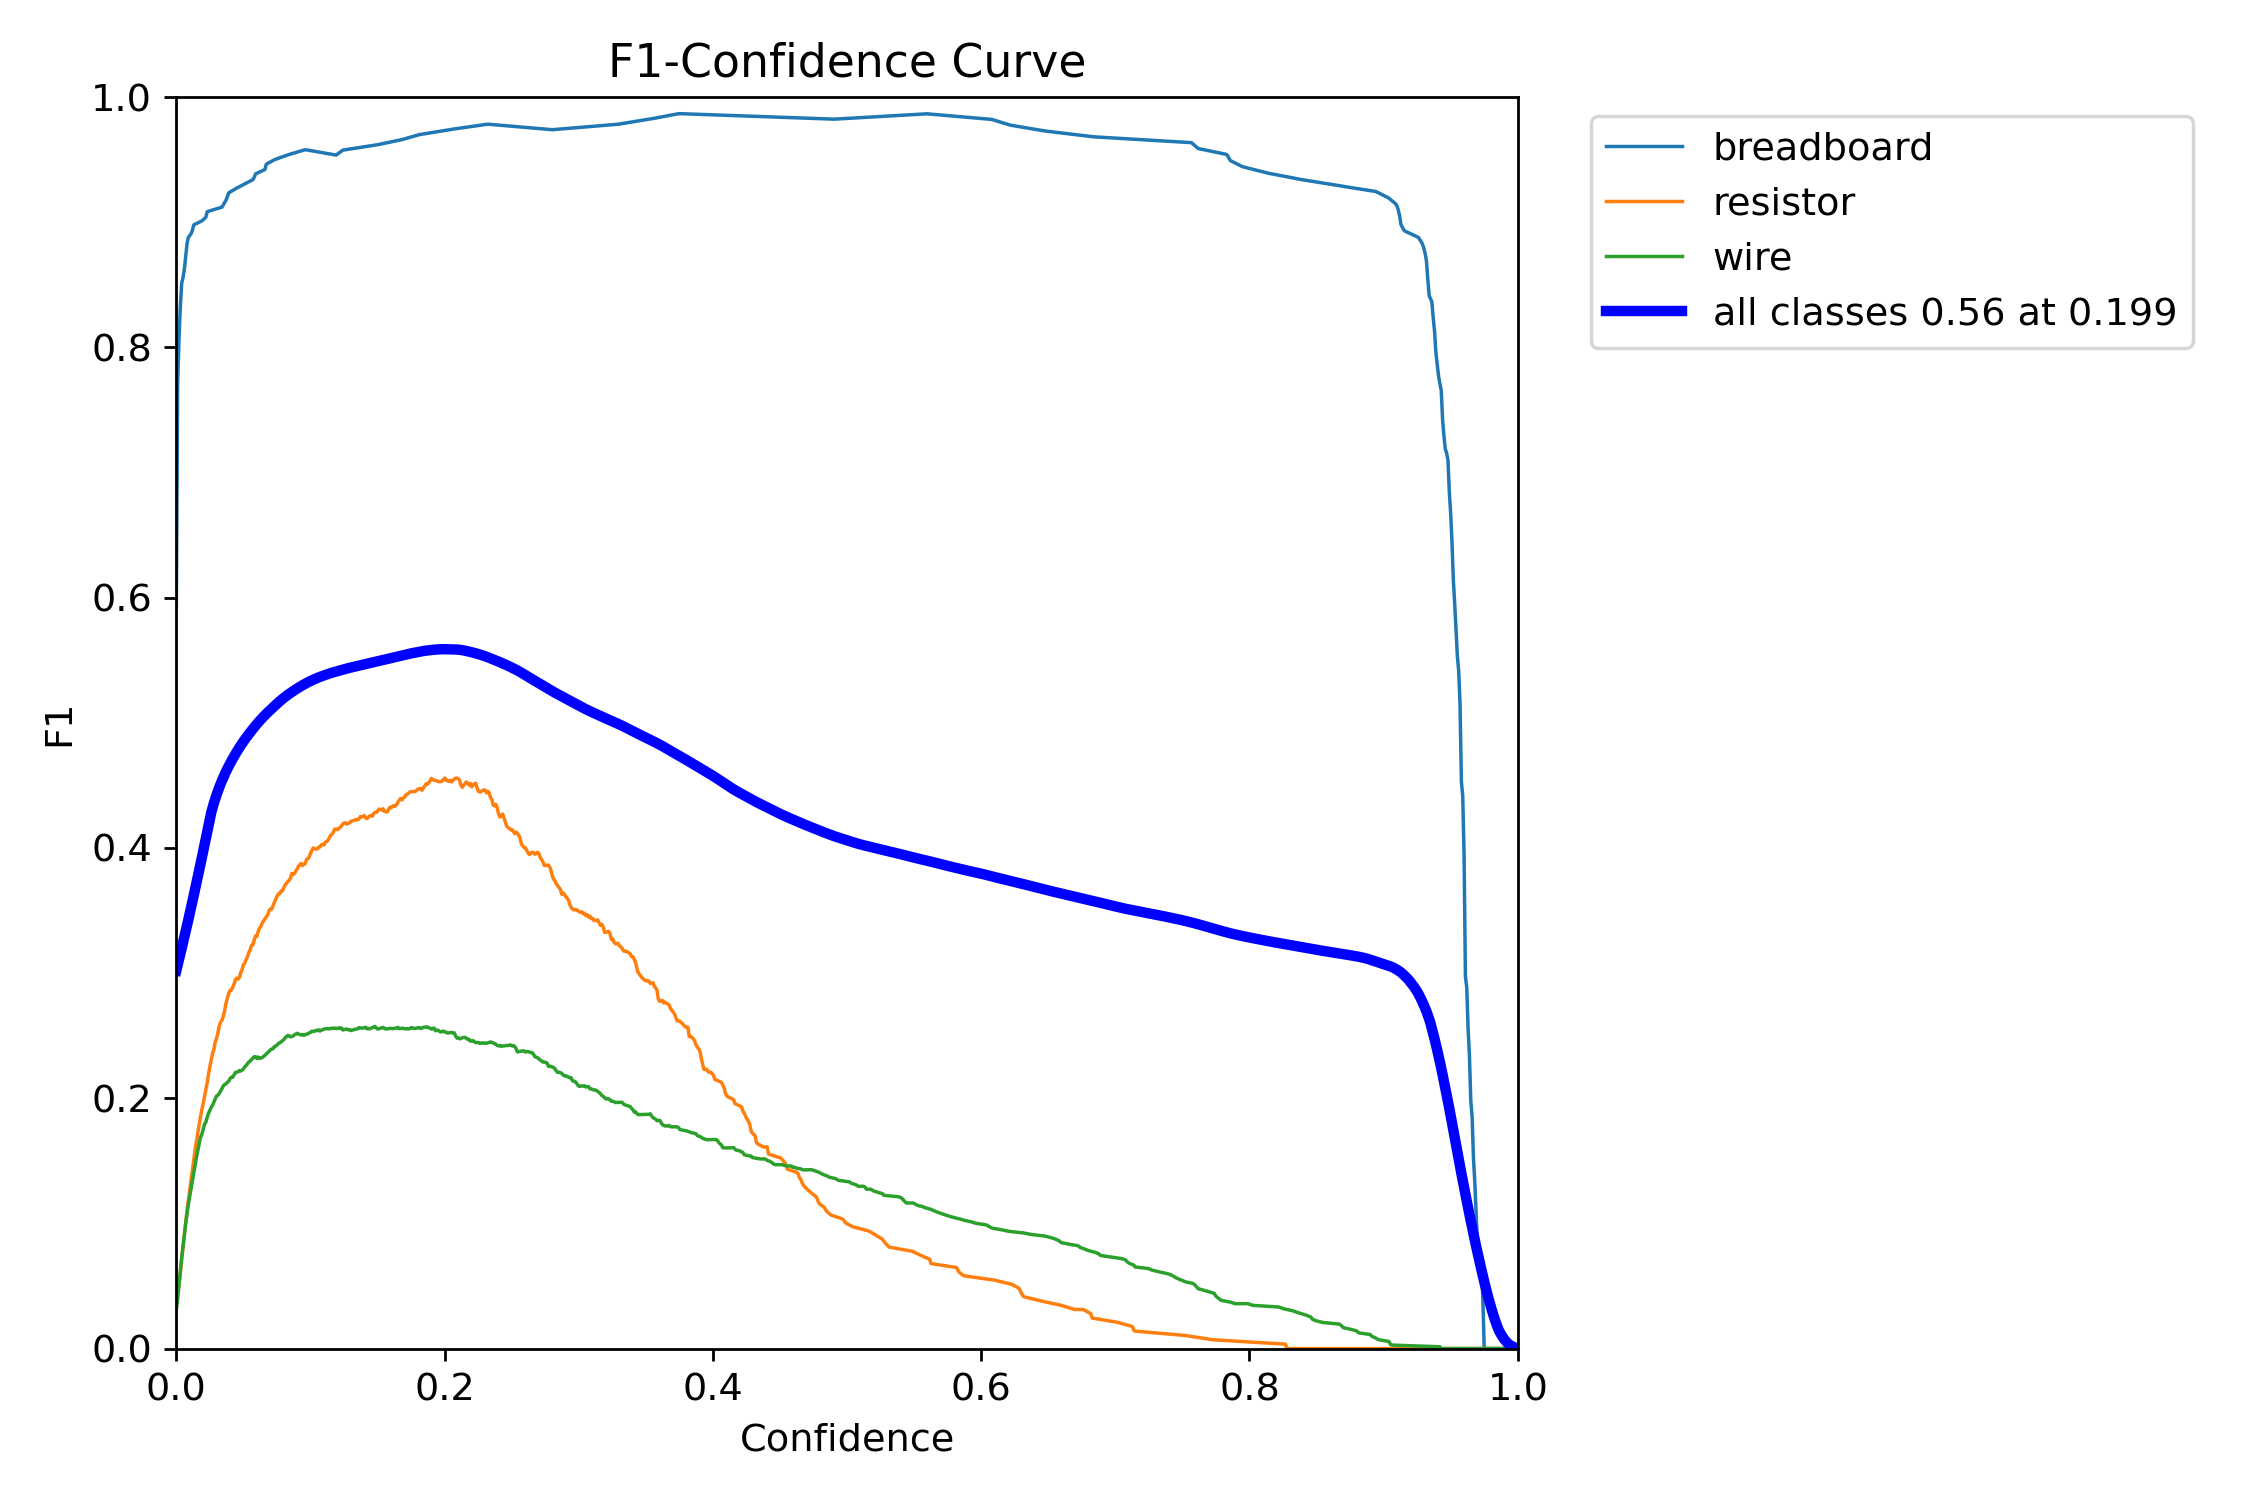 F1-Confidence Curve
1.0
0.8
0.6
0.4
0.2
0.0
F1
0.0 0.2 0.4 0.6 0.8 1.0
Confidence
breadboard
resistor
wire
all classes 0.56 at 0.199